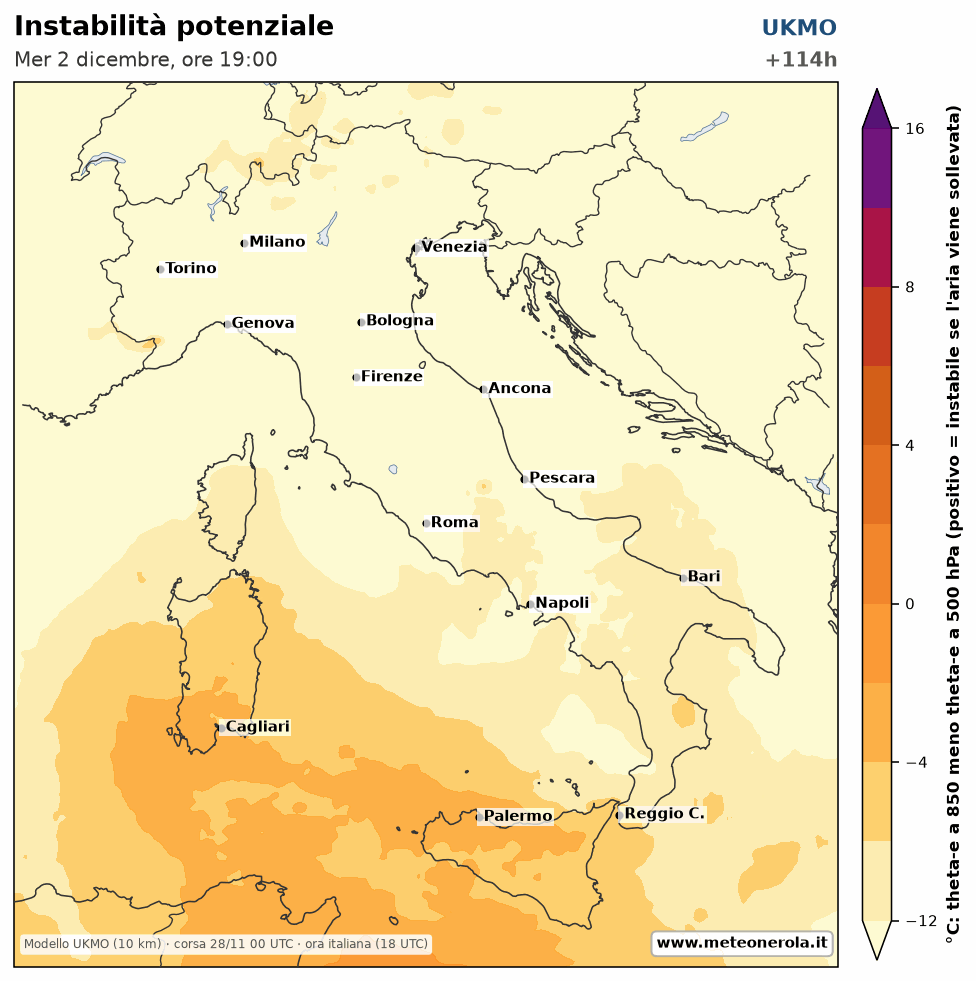 Instabilità potenziale
UKMO
Mer 2 dicembre, ore 19:00
+114h
Milano
Venezia
Torino
Genova
Bologna
Firenze
Ancona
Pescara
Roma
Bari
Napoli
Cagliari
Palermo
Reggio C.
Modello UKMO (10 km) · corsa 28/11 00 UTC · ora italiana (18 UTC)
www.meteonerola.it
16
8
4
0
−4
−12
°C: theta-e a 850 meno theta-e a 500 hPa (positivo = instabile se l'aria viene sollevata)